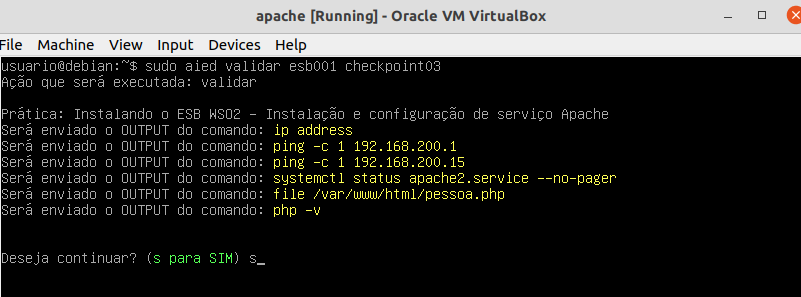 apache [Running] - Oracle VM VirtualBox
File Machine View Input Devices Help
usuario@debian:~$ sudo aied validar esb001 checkpoint03
Ação que será executada: validar
Prática: Instalando o ESB WSO2 - Instalação e configuração de serviço Apache
Será enviado o OUTPUT do comando: ip address
Será enviado o OUTPUT do comando: ping -c 1 192.168.200.1
Será enviado o OUTPUT do comando: ping -c 1 192.168.200.15
Será enviado o OUTPUT do comando: systemctl status apache2.service --no-pager
Será enviado o OUTPUT do comando: file /var/www/html/pessoa.php
Será enviado o OUTPUT do comando: php -v
Deseja continuar? (s para SIM) s_